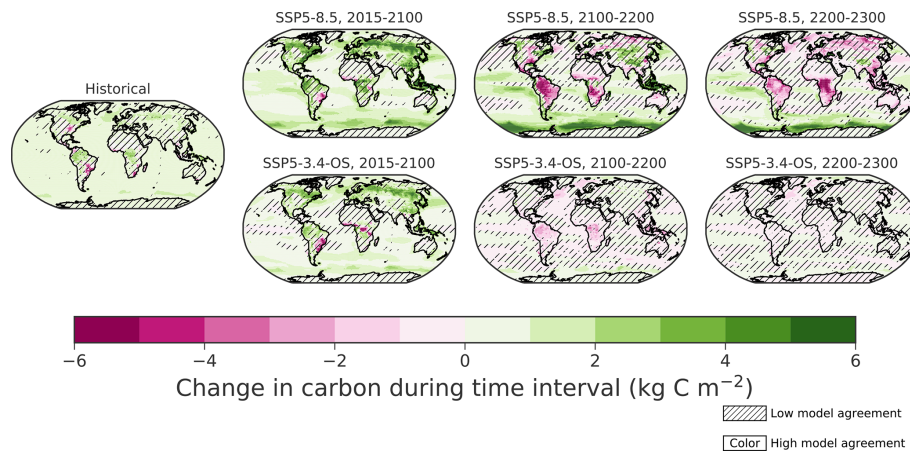 SSP5-8.5, 2015-2100
SSP5-8.5, 2100-2200
SSP5-8.5, 2200-2300
Historical
SSP5-3.4-OS, 2015-2100
SSP5-3.4-OS, 2100-2200
SSP5-3.4-OS, 2200-2300
−6 −4 −2 0 2 4 6
Change in carbon during time interval (kg C m⁻²)
Low model agreement
Color High model agreement